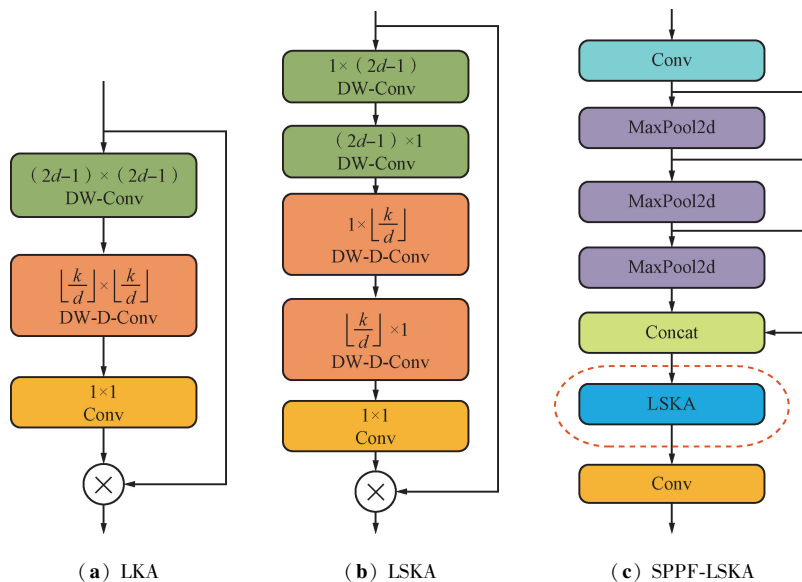 (2d-1)×(2d-1)
DW-Conv
⌊k/d⌋×⌊k/d⌋
DW-D-Conv
1×1
Conv
(a) LKA
1×(2d-1)
DW-Conv
(2d-1)×1
DW-Conv
1×⌊k/d⌋
DW-D-Conv
⌊k/d⌋×1
DW-D-Conv
1×1
Conv
(b) LSKA
Conv
MaxPool2d
MaxPool2d
MaxPool2d
Concat
LSKA
Conv
(c) SPPF-LSKA